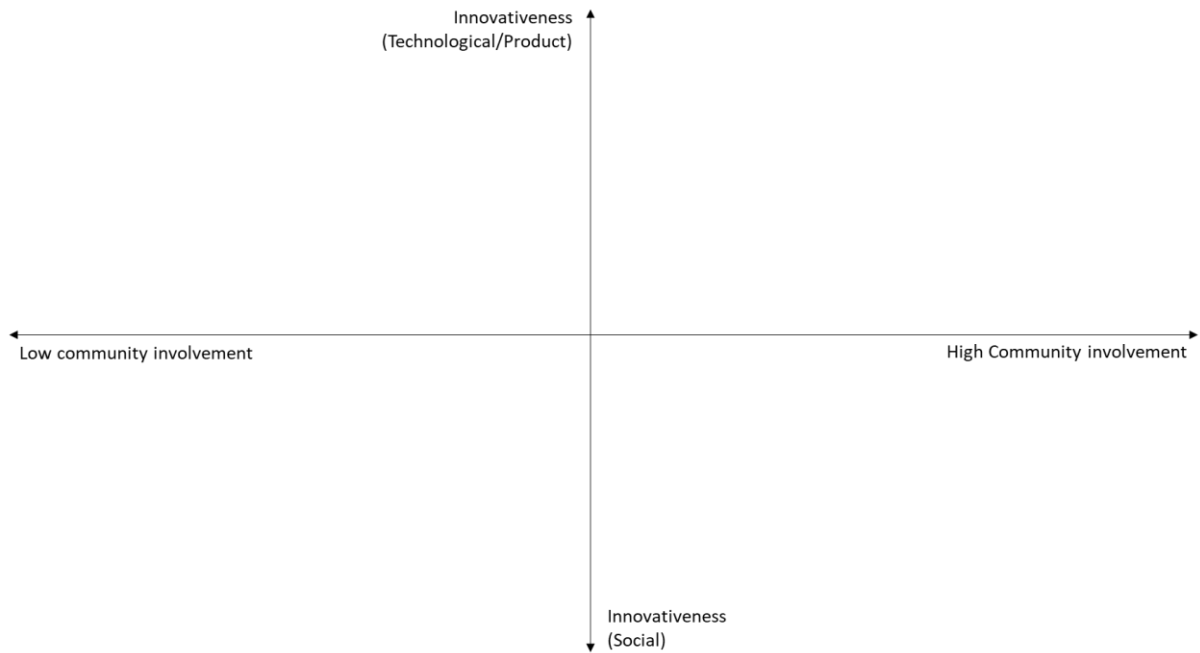 Innovativeness
(Technological/Product)
Low community involvement
High Community involvement
Innovativeness
(Social)